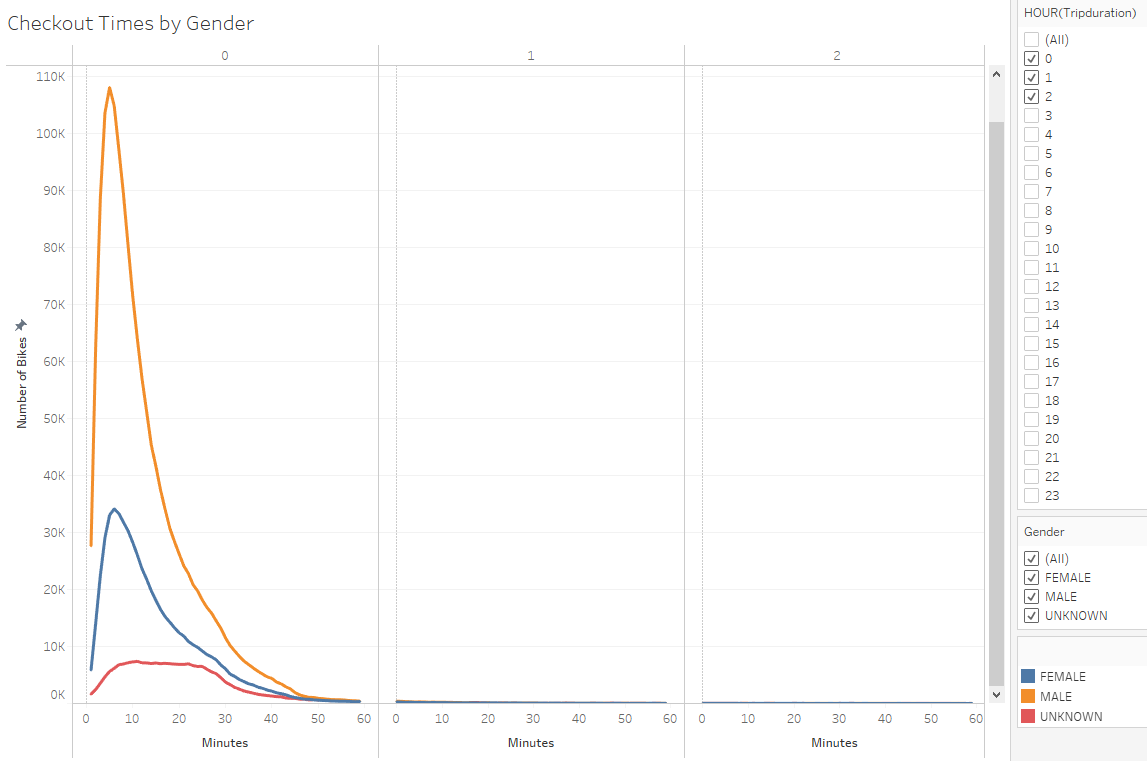 Checkout Times by Gender
0 1 2
110K
100K
90K
80K
70K
60K
50K
40K
30K
20K
10K
0K
Number of Bikes
0 10 20 30 40 50 60
0 10 20 30 40 50 60
0 10 20 30 40 50 60
Minutes Minutes Minutes
HOUR(Tripduration)
(All)
0
1
2
3
4
5
6
7
8
9
10
11
12
13
14
15
16
17
18
19
20
21
22
23
Gender
(All)
FEMALE
MALE
UNKNOWN
FEMALE
MALE
UNKNOWN